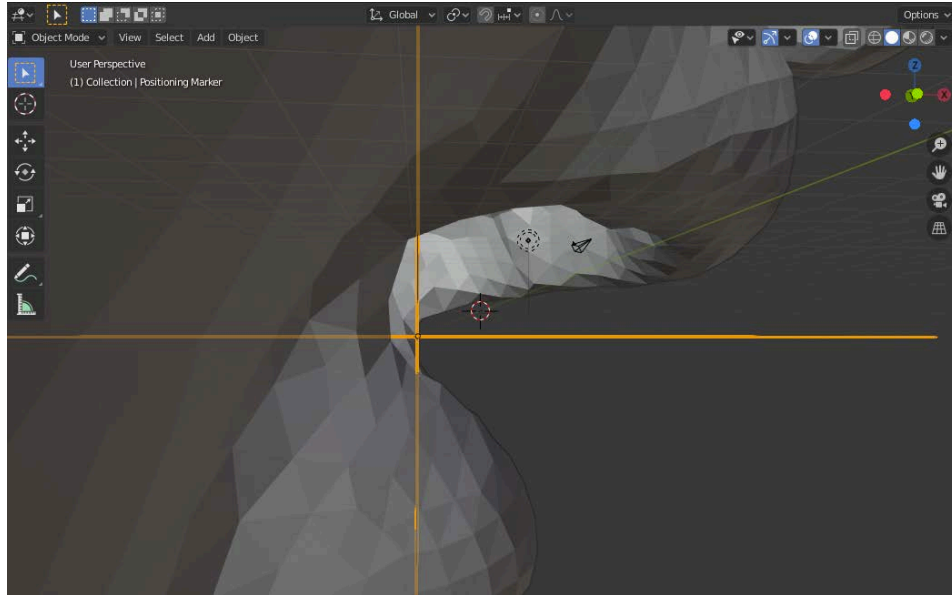 Global
Options
Object Mode View Select Add Object
User Perspective
(1) Collection | Positioning Marker
Z
X